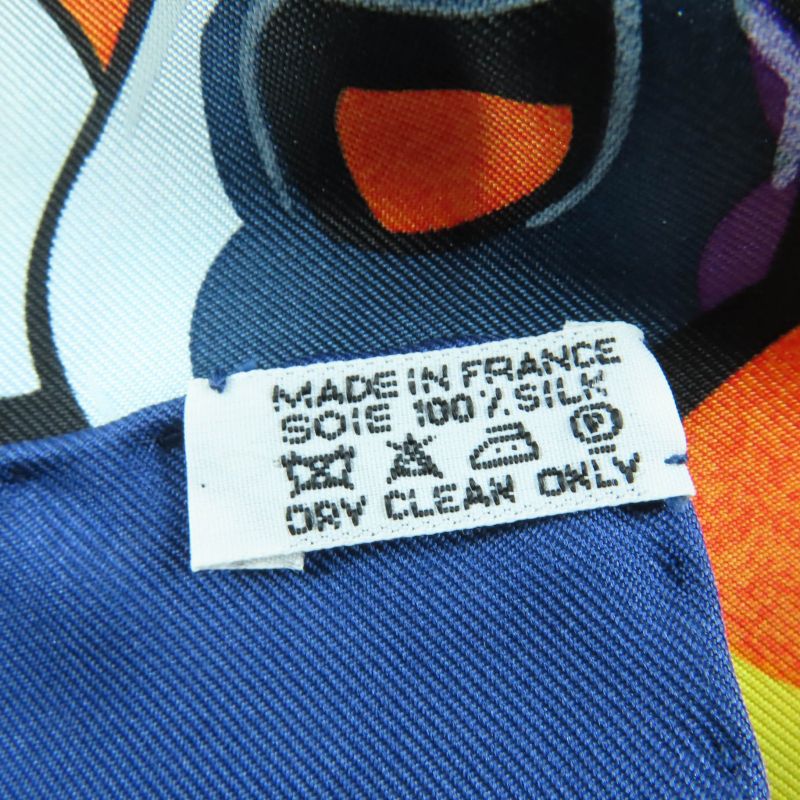 MADE IN FRANCE
SOIE 100% SILK
P
DRY CLEAN ONLY